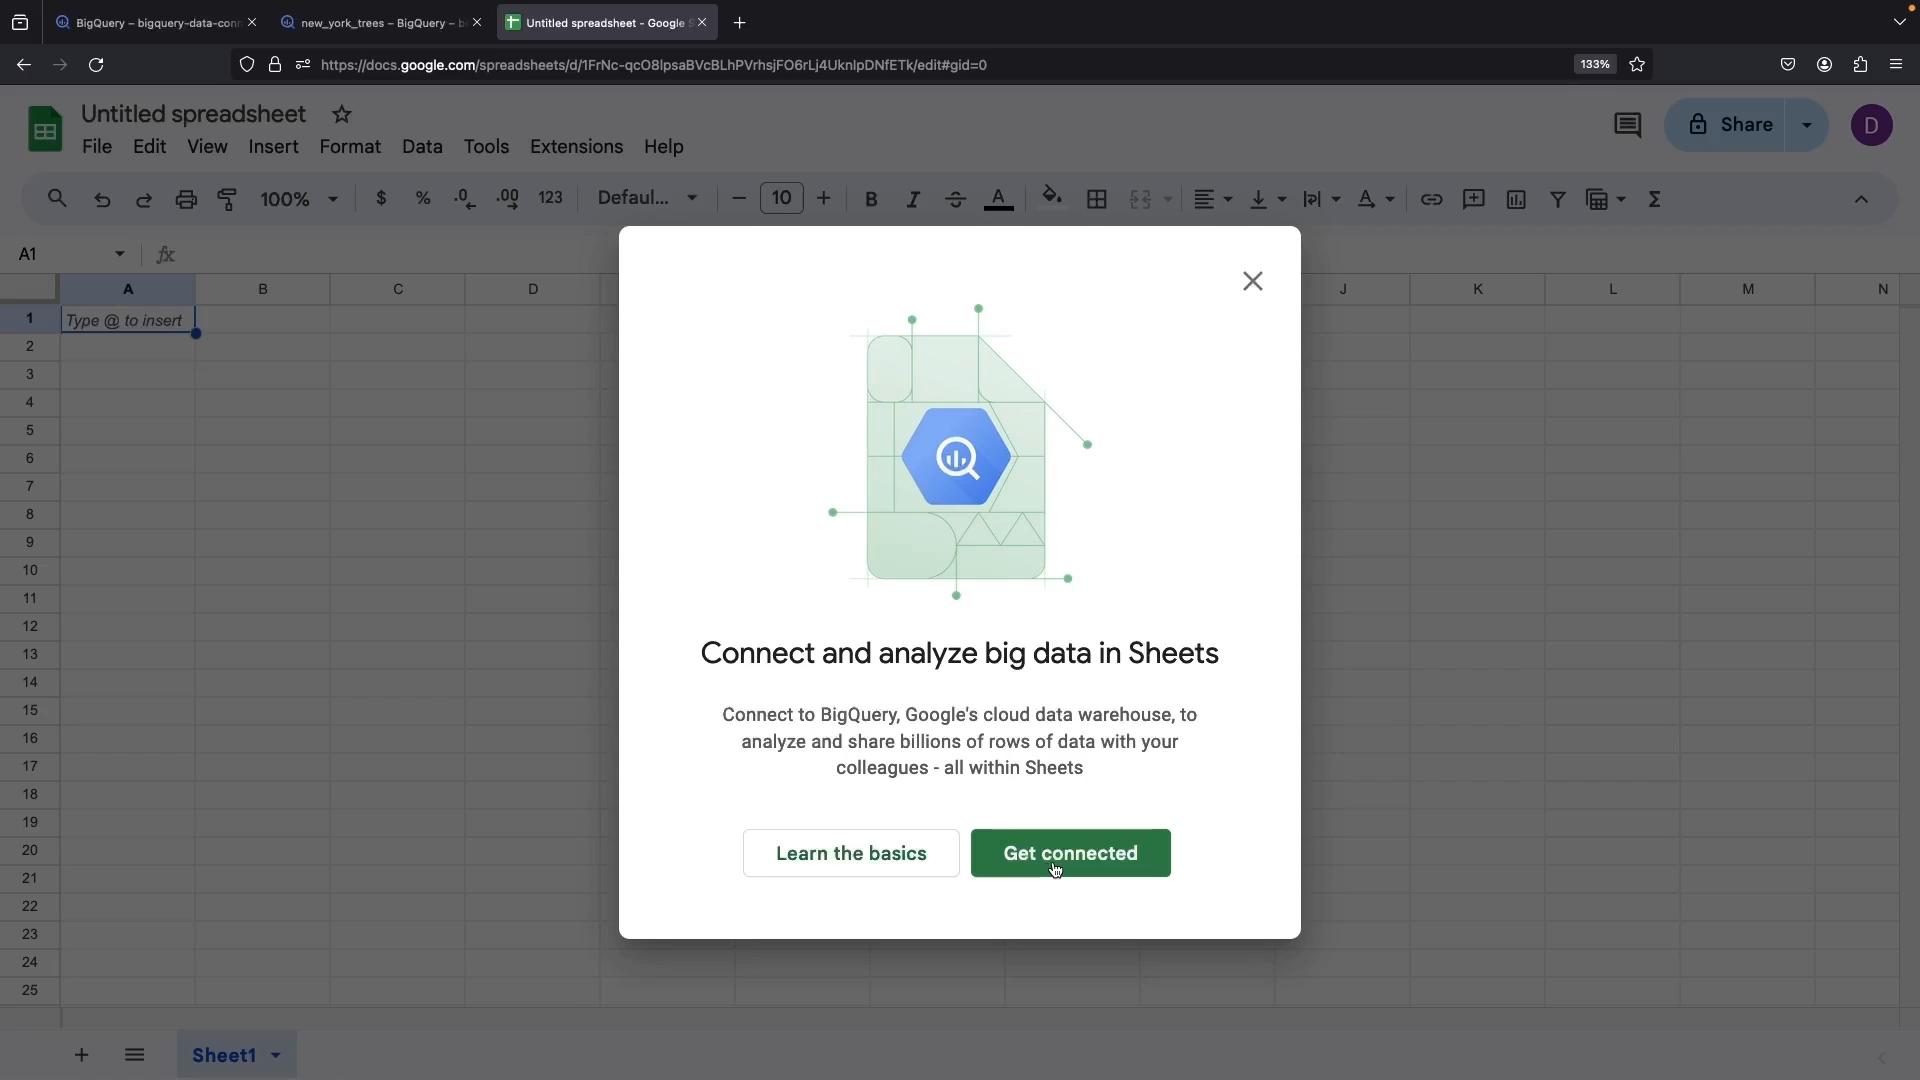 BigQuery – bigquery-data-conn
new_york_trees – BigQuery – b
Untitled spreadsheet - Google S
https://docs.google.com/spreadsheets/d/1FrNc-qcO8lpsaBVcBLhPVrhsjFO6rLj4UknlpDNfETk/edit#gid=0
133%
Untitled spreadsheet
File Edit View Insert Format Data Tools Extensions Help
Share
D
100%
$ % .0 .00 123
Defaul...
10
B I S A
A1
fx
A B C D J K L M N
1 Type @ to insert
2
3
4
5
6
7
8
9
10
11
12
13
14
15
16
17
18
19
20
21
22
23
24
25
Connect and analyze big data in Sheets
Connect to BigQuery, Google's cloud data warehouse, to
analyze and share billions of rows of data with your
colleagues - all within Sheets
Learn the basics
Get connected
Sheet1